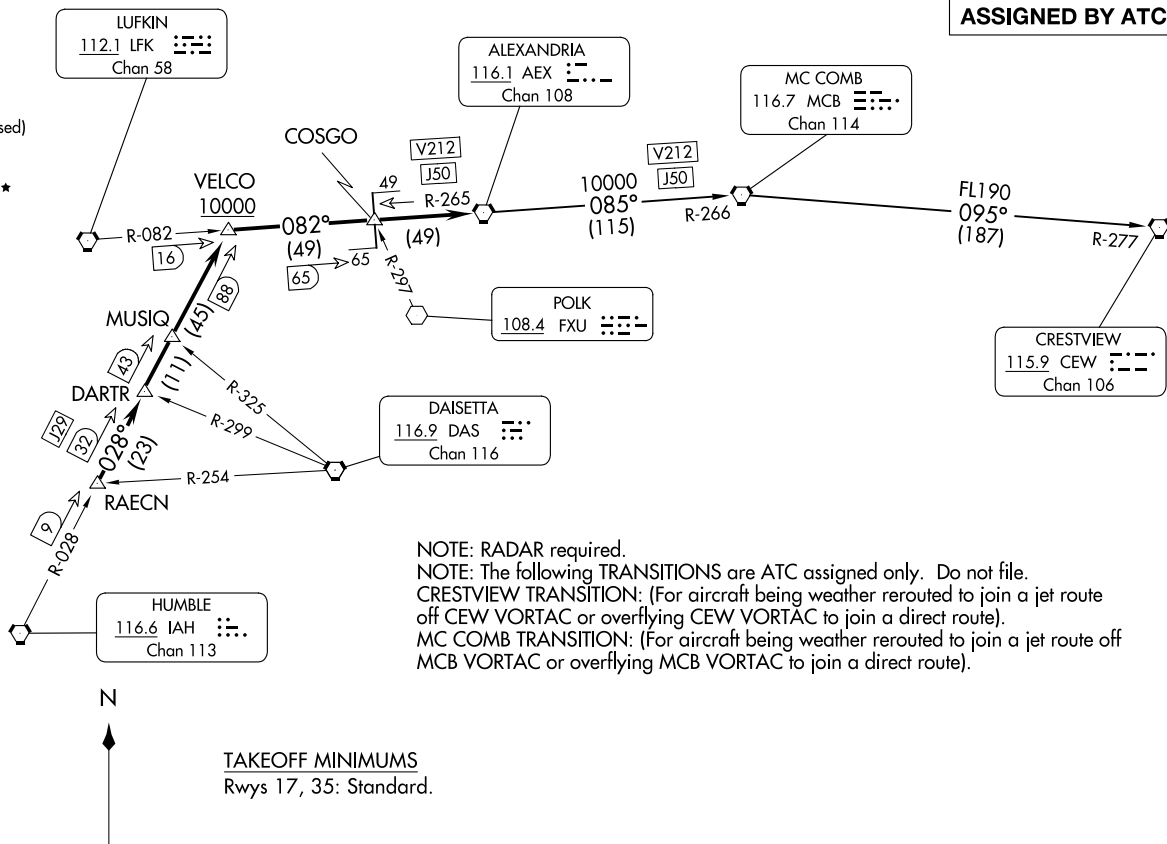 ASSIGNED BY ATC
LUFKIN
112.1 LFK
Chan 58
ALEXANDRIA
116.1 AEX
Chan 108
MC COMB
116.7 MCB
Chan 114
sed)
COSGO
V212
J50
V212
J50
VELCO
10000
49
R-265
10000
085°
(115)
R-266
FL190
095°
(187)
R-277
R-082
16
082°
(49)
(49)
65
65
R-297
88
POLK
108.4 FXU
MUSIQ
(45)
CRESTVIEW
115.9 CEW
Chan 106
43
(11)
DARTR
R-325
R-299
DAISETTA
116.9 DAS
Chan 116
J29
32
028°
(23)
R-254
RAECN
9
R-028
HUMBLE
116.6 IAH
Chan 113
NOTE: RADAR required.
NOTE: The following TRANSITIONS are ATC assigned only. Do not file.
CRESTVIEW TRANSITION: (For aircraft being weather rerouted to join a jet route
off CEW VORTAC or overflying CEW VORTAC to join a direct route).
MC COMB TRANSITION: (For aircraft being weather rerouted to join a jet route off
MCB VORTAC or overflying MCB VORTAC to join a direct route).
N
TAKEOFF MINIMUMS
Rwys 17, 35: Standard.